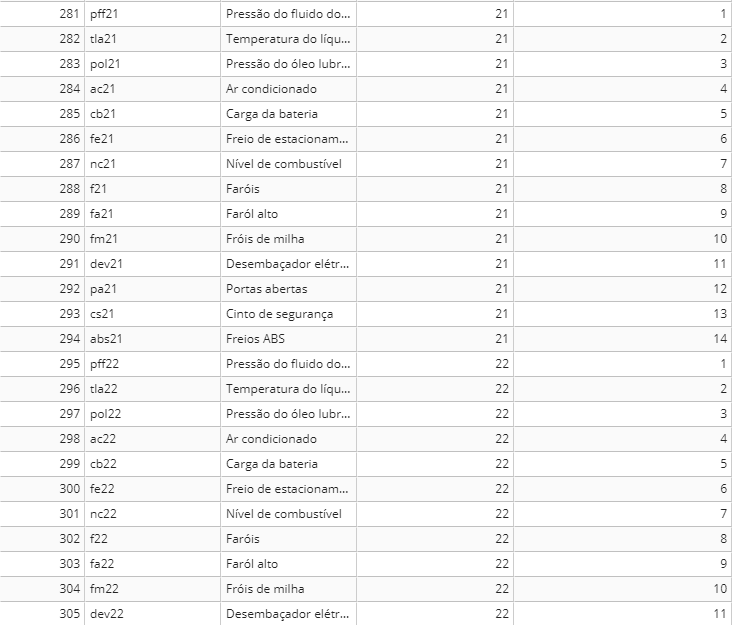 281 pff21 Pressão do fluido do... 21 1
282 tla21 Temperatura do líqu... 21 2
283 pol21 Pressão do óleo lubr... 21 3
284 ac21 Ar condicionado 21 4
285 cb21 Carga da bateria 21 5
286 fe21 Freio de estacionam... 21 6
287 nc21 Nível de combustível 21 7
288 f21 Faróis 21 8
289 fa21 Faról alto 21 9
290 fm21 Fróis de milha 21 10
291 dev21 Desembaçador elétr... 21 11
292 pa21 Portas abertas 21 12
293 cs21 Cinto de segurança 21 13
294 abs21 Freios ABS 21 14
295 pff22 Pressão do fluido do... 22 1
296 tla22 Temperatura do líqu... 22 2
297 pol22 Pressão do óleo lubr... 22 3
298 ac22 Ar condicionado 22 4
299 cb22 Carga da bateria 22 5
300 fe22 Freio de estacionam... 22 6
301 nc22 Nível de combustível 22 7
302 f22 Faróis 22 8
303 fa22 Faról alto 22 9
304 fm22 Fróis de milha 22 10
305 dev22 Desembaçador elétr... 22 11